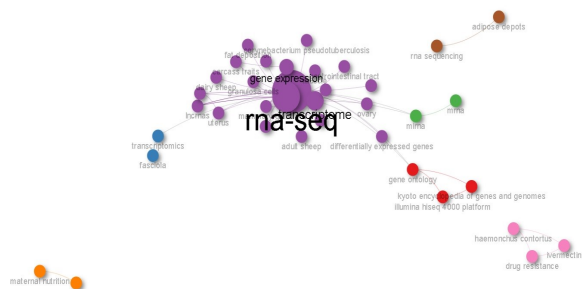 adipose depots
rna sequencing
corynebacterium pseudotuberculosis
fat deposition
carcass traits
gene expression
gastrointestinal tract
dairy sheep
granulosa cells
lncrnas
uterus
transcriptome
ovary
rna-seq
mirna
mrna
adult sheep
differentially expressed genes
transcriptomics
fasciola
gene ontology
kyoto encyclopedia of genes and genomes
illumina hiseq 4000 platform
haemonchus contortus
ivermectin
drug resistance
maternal nutrition